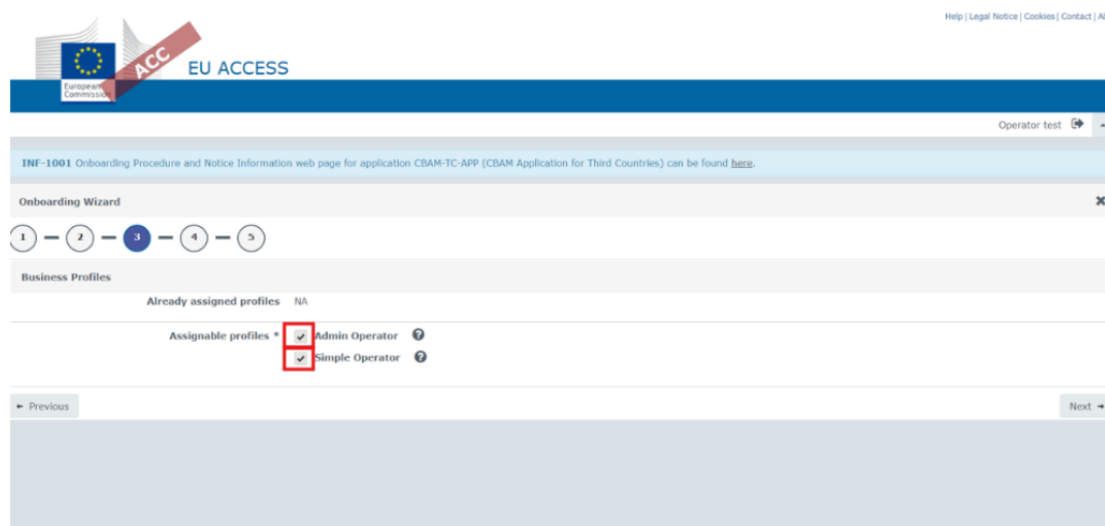 Help | Legal Notice | Cookies | Contact |
European
Commission
ACC
EU ACCESS
Operator test
INF-1001 Onboarding Procedure and Notice Information web page for application CBAM-TC-APP (CBAM Application for Third Countries) can be found here.
Onboarding Wizard
1 2 3 4 5
Business Profiles
Already assigned profiles NA
Assignable profiles * Admin Operator
Simple Operator
Previous
Next